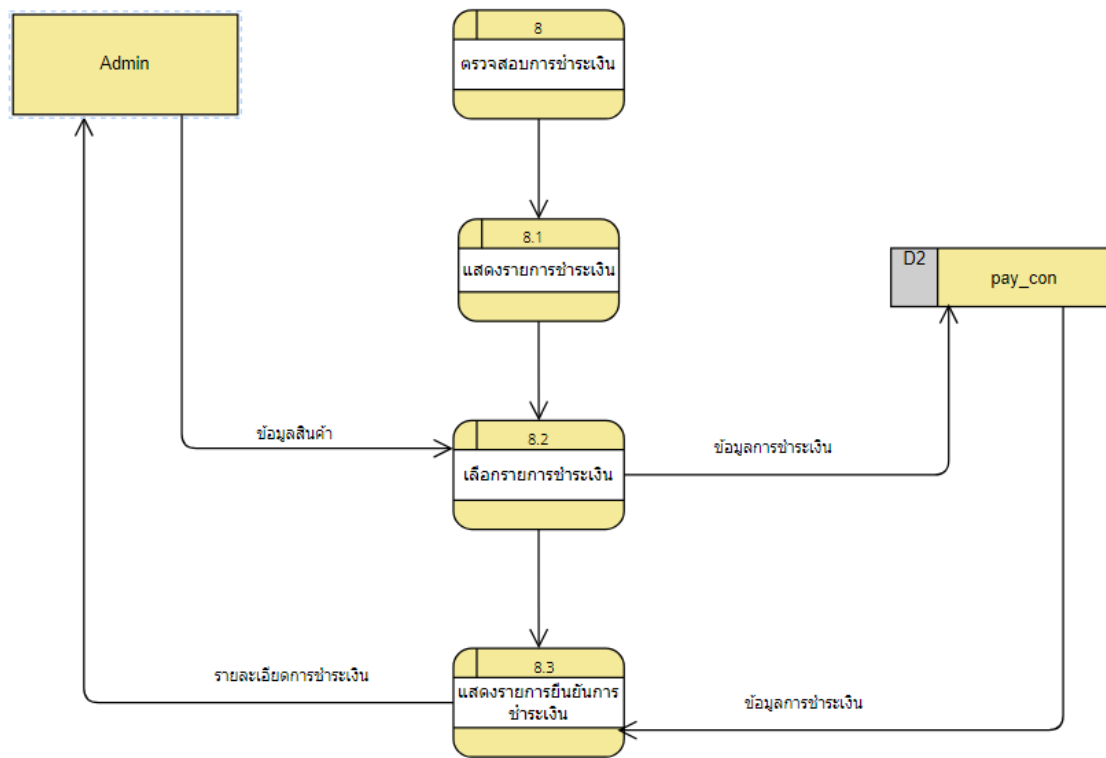 Admin
8
ตรวจสอบการชำระเงิน
8.1
แสดงรายการชำระเงิน
D2
pay_con
ข้อมูลสินค้า
8.2
เลือกรายการชำระเงิน
ข้อมูลการชำระเงิน
รายละเอียดการชำระเงิน
8.3
แสดงรายการยืนยันการ
ชำระเงิน
ข้อมูลการชำระเงิน